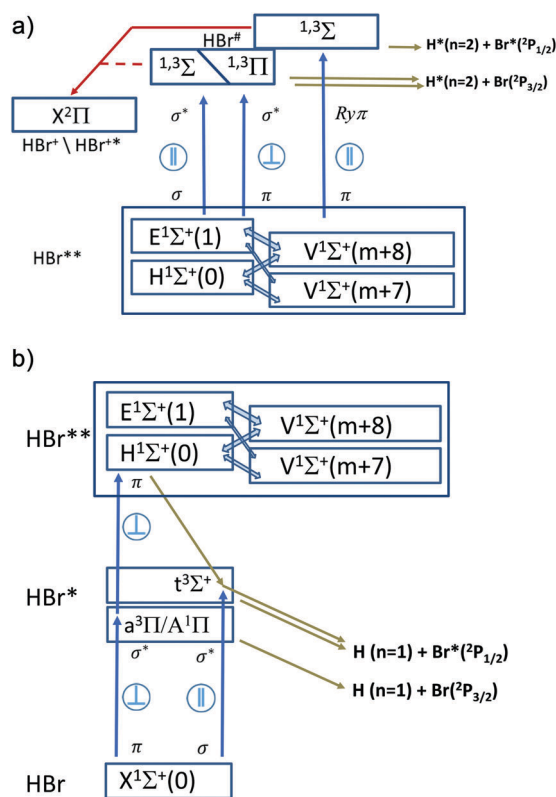 a)
¹,³Σ
HBr#
H*(n=2) + Br*(²P₁/₂)
¹,³Σ
¹,³Π
H*(n=2) + Br(²P₃/₂)
X²Π
HBr⁺ \ HBr⁺*
σ*
σ*
Ryπ
||
⊥
||
σ
π
π
HBr**
E¹Σ⁺(1)
V¹Σ⁺(m+8)
H¹Σ⁺(0)
V¹Σ⁺(m+7)
b)
HBr**
E¹Σ⁺(1)
V¹Σ⁺(m+8)
H¹Σ⁺(0)
V¹Σ⁺(m+7)
π
⊥
HBr*
t³Σ⁺
a³Π/A¹Π
H (n=1) + Br*(²P₁/₂)
σ*
σ*
H (n=1) + Br(²P₃/₂)
⊥
||
π
σ
HBr
X¹Σ⁺(0)